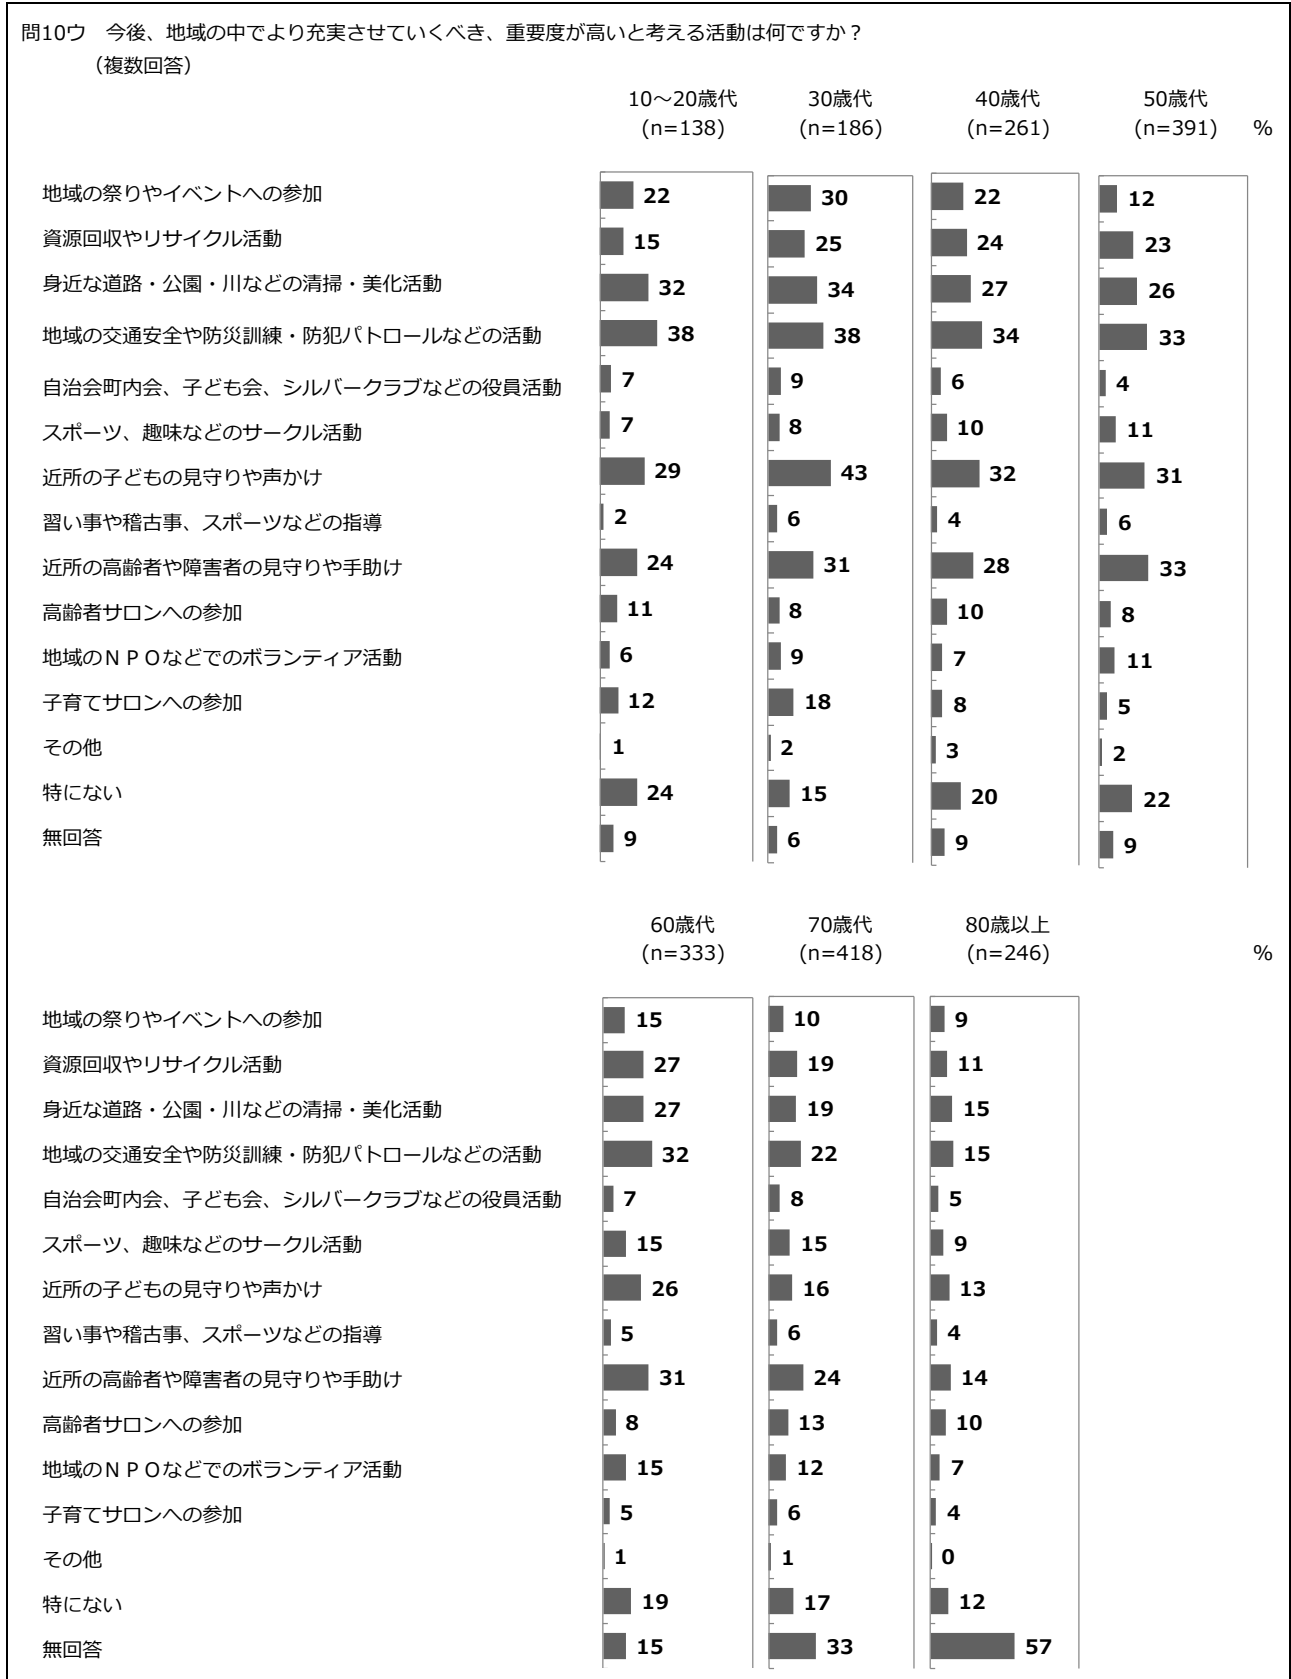 問10ウ　今後、地域の中でより充実させていくべき、重要度が高いと考える活動は何ですか？
（複数回答）
10～20歳代 30歳代 40歳代 50歳代
(n=138) (n=186) (n=261) (n=391) %
地域の祭りやイベントへの参加 22 30 22 12
資源回収やリサイクル活動 15 25 24 23
身近な道路・公園・川などの清掃・美化活動 32 34 27 26
地域の交通安全や防災訓練・防犯パトロールなどの活動 38 38 34 33
自治会町内会、子ども会、シルバークラブなどの役員活動 7 9 6 4
スポーツ、趣味などのサークル活動 7 8 10 11
近所の子どもの見守りや声かけ 29 43 32 31
習い事や稽古事、スポーツなどの指導 2 6 4 6
近所の高齢者や障害者の見守りや手助け 24 31 28 33
高齢者サロンへの参加 11 8 10 8
地域のＮＰＯなどでのボランティア活動 6 9 7 11
子育てサロンへの参加 12 18 8 5
その他 1 2 3 2
特にない 24 15 20 22
無回答 9 6 9 9
60歳代 70歳代 80歳以上
(n=333) (n=418) (n=246) %
地域の祭りやイベントへの参加 15 10 9
資源回収やリサイクル活動 27 19 11
身近な道路・公園・川などの清掃・美化活動 27 19 15
地域の交通安全や防災訓練・防犯パトロールなどの活動 32 22 15
自治会町内会、子ども会、シルバークラブなどの役員活動 7 8 5
スポーツ、趣味などのサークル活動 15 15 9
近所の子どもの見守りや声かけ 26 16 13
習い事や稽古事、スポーツなどの指導 5 6 4
近所の高齢者や障害者の見守りや手助け 31 24 14
高齢者サロンへの参加 8 13 10
地域のＮＰＯなどでのボランティア活動 15 12 7
子育てサロンへの参加 5 6 4
その他 1 1 0
特にない 19 17 12
無回答 15 33 57